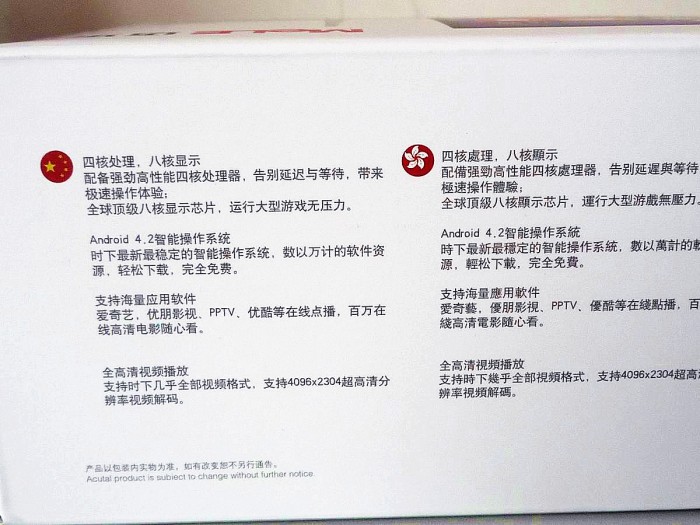 四核处理，八核显示
配备强劲高性能四核处理器，告别延迟与等待，带来
极速操作体验；
全球顶级八核显示芯片，运行大型游戏无压力。
Android 4.2智能操作系统
时下最新最稳定的智能操作系统，数以万计的软件资
源，轻松下载，完全免费。
支持海量应用软件
爱奇艺，优朋影视、PPTV、优酷等在线点播，百万在
线高清电影随心看。
全高清视频播放
支持时下几乎全部视频格式，支持4096x2304超高清分
辨率视频解码。
四核處理，八核顯示
配備强勁高性能四核處理器，告别延遲與等待
極速操作體驗；
全球頂級八核顯示芯片，運行大型游戲無壓力。
Android 4.2智能操作系統
時下最新最穩定的智能操作系統，數以萬計的軟
源，輕松下載，完全免費。
支持海量應用軟件
愛奇藝，優朋影視、PPTV、優酷等在綫點播，百
綫高清電影隨心看。
全高清視頻播放
支持時下幾乎全部視頻格式，支持4096x2304超高
辨率視頻解碼。
产品以包装内实物为准，如有改变恕不另行通告。
Acutal product is subiect to change without further notice